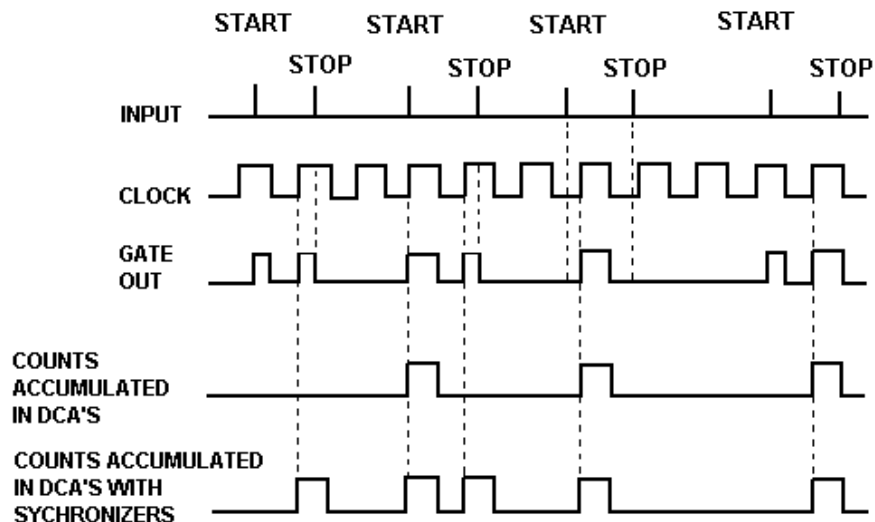 START START START START
STOP STOP STOP STOP
INPUT
CLOCK
GATE
OUT
COUNTS
ACCUMULATED
IN DCA'S
COUNTS ACCUMULATED
IN DCA'S WITH
SYCHRONIZERS